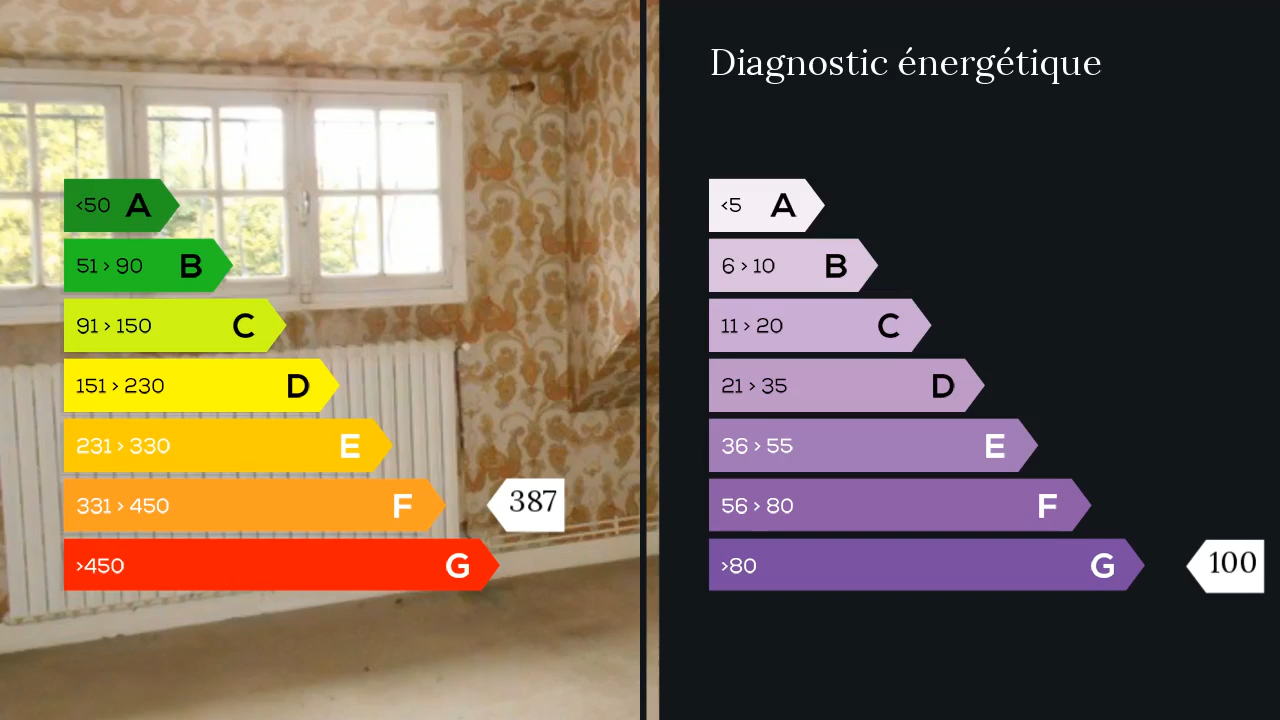 Diagnostic énergétique
<50 A
51 > 90 B
91 > 150 C
151 > 230 D
231 > 330 E
331 > 450 F
387
>450 G
<5 A
6 > 10 B
11 > 20 C
21 > 35 D
36 > 55 E
56 > 80 F
>80 G
100